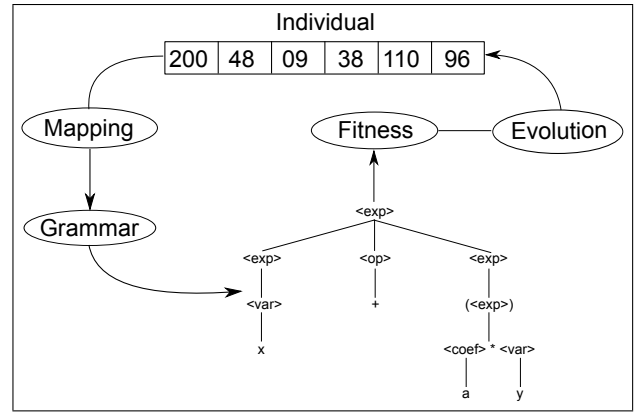 Individual
200 48 09 38 110 96
Mapping Fitness Evolution
<exp>
Grammar
<exp> <op> <exp>
<var> + (<exp>)
x <coef> * <var>
a y